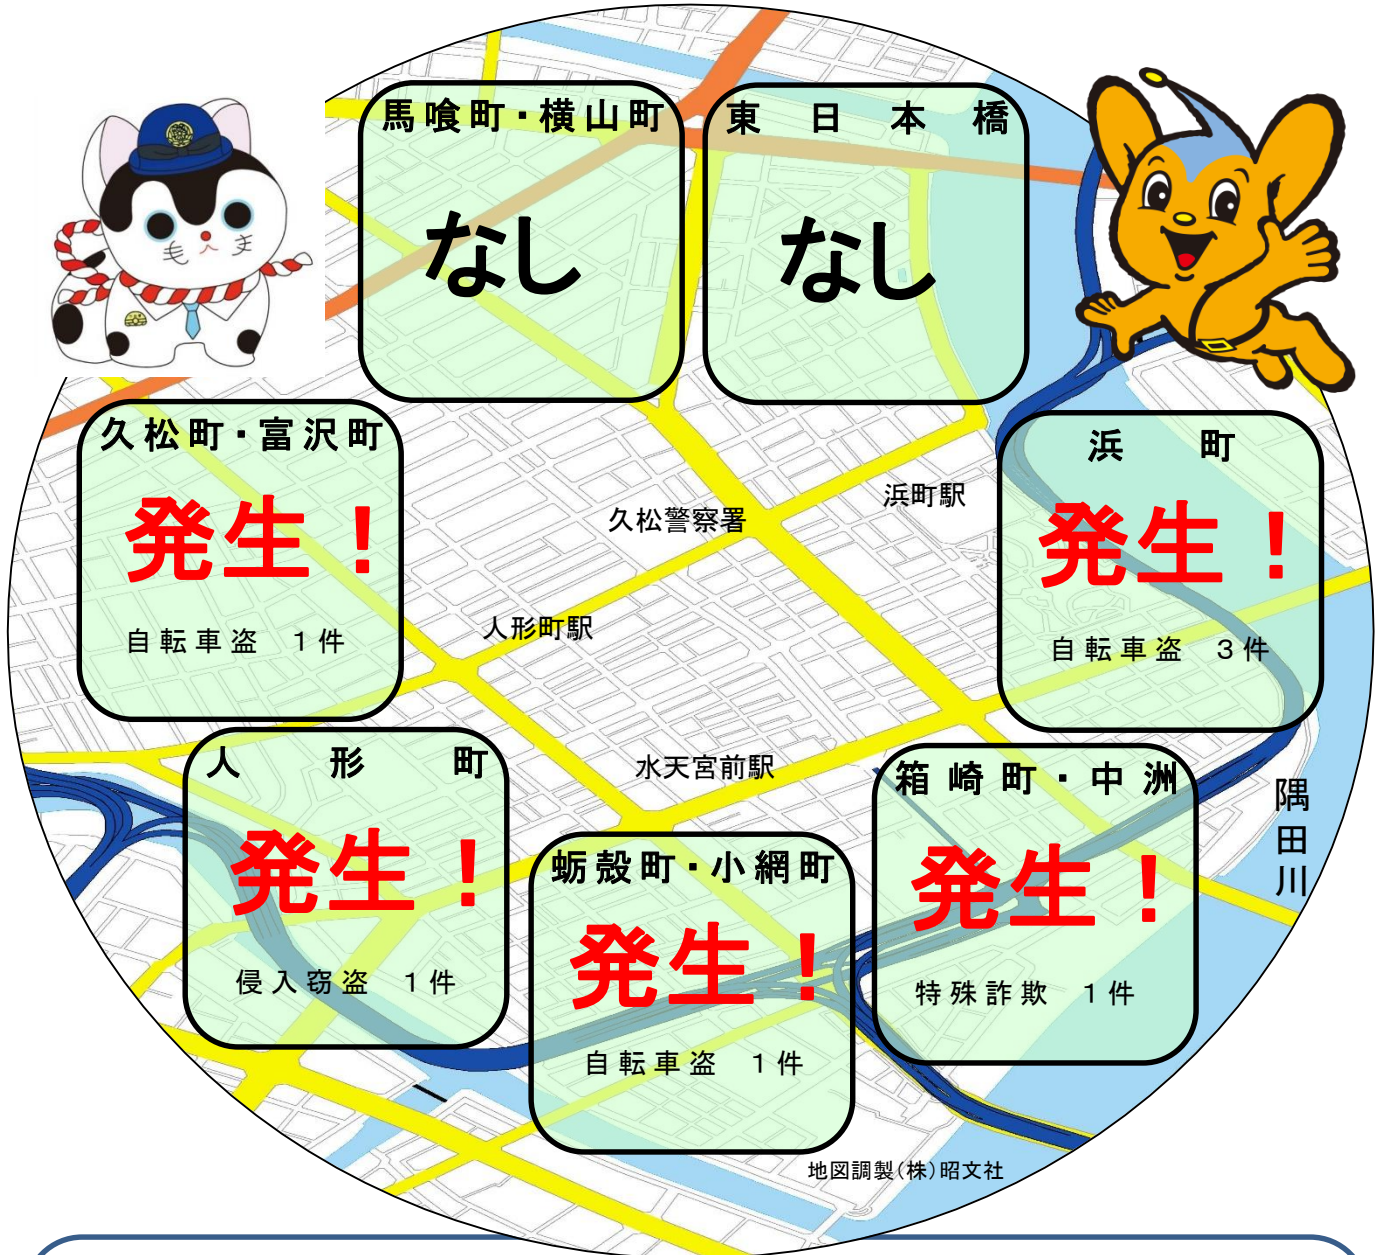 馬喰町・横山町
なし
東日本橋
なし
久松町・富沢町
発生！
自転車盗　1件
浜町
発生！
自転車盗　3件
浜町駅
久松警察署
人形町駅
水天宮前駅
人形町
発生！
侵入窃盗　1件
蛎殻町・小網町
発生！
自転車盗　1件
箱崎町・中洲
発生！
特殊詐欺　1件
隅田川
地図調製（株）昭文社